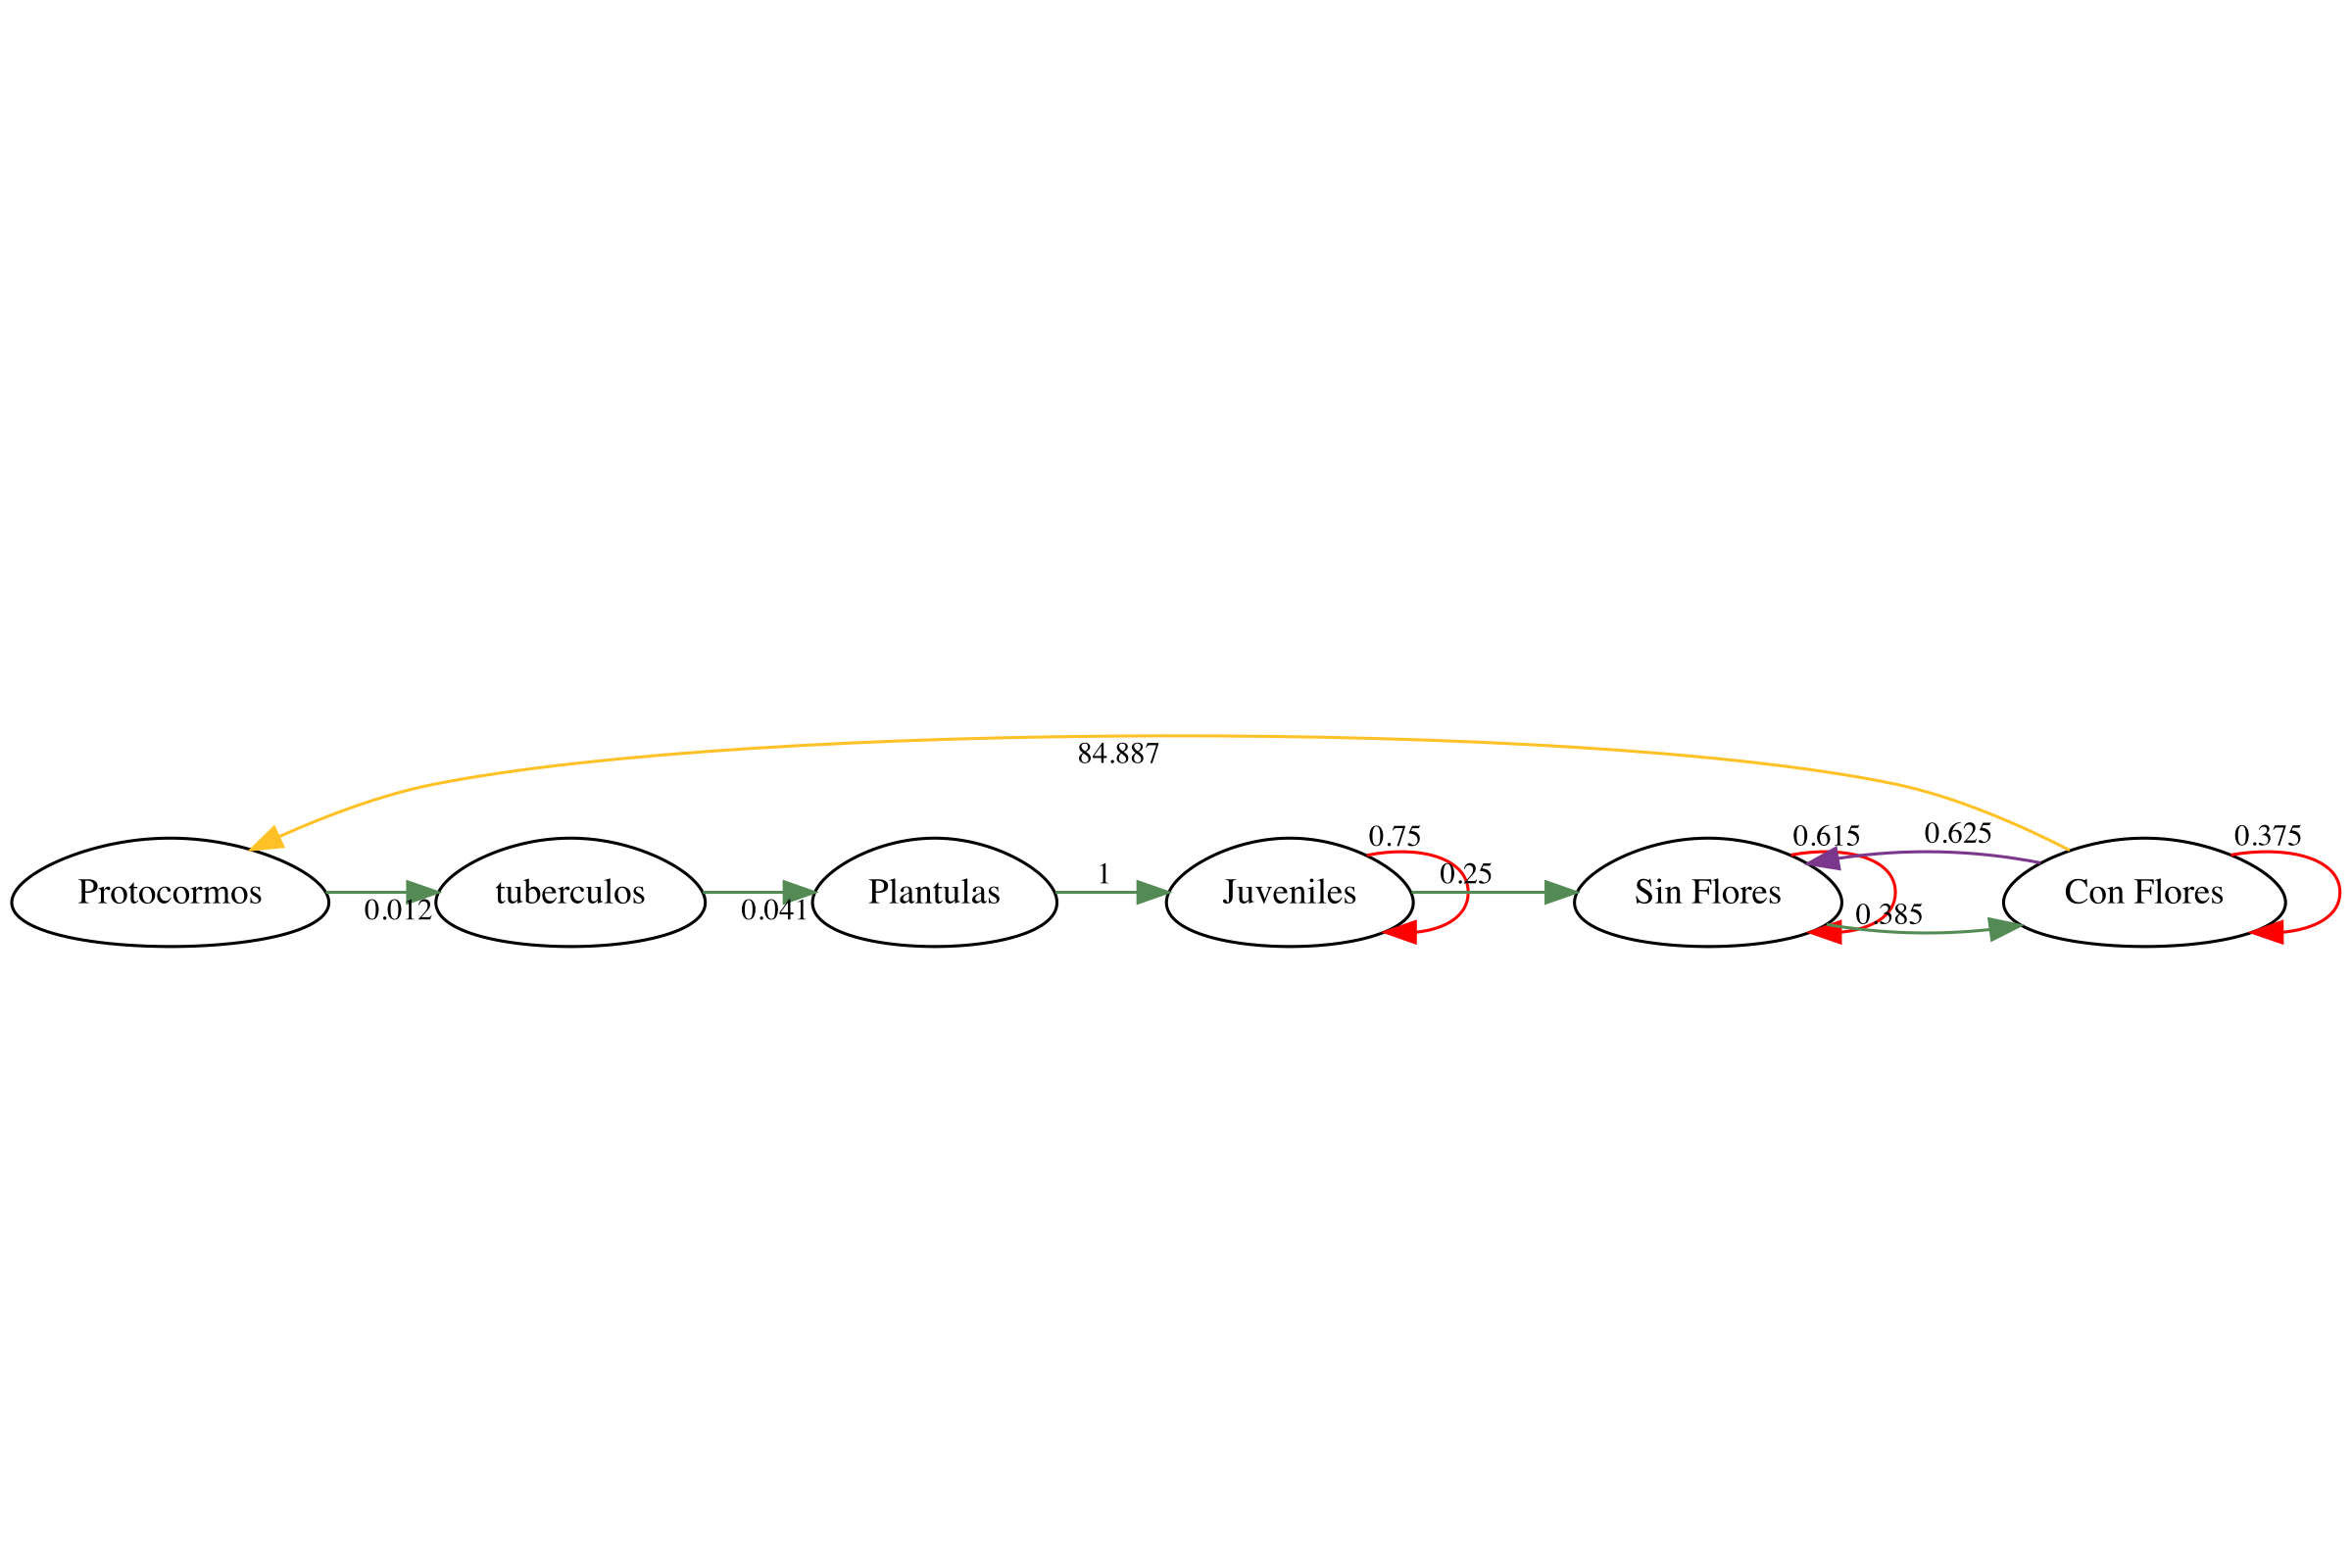 84.887
0.75
0.615
0.625
0.375
1
0.25
Protocormos
tuberculos
Plantulas
Juveniles
Sin Flores
Con Flores
0.012
0.041
0.385